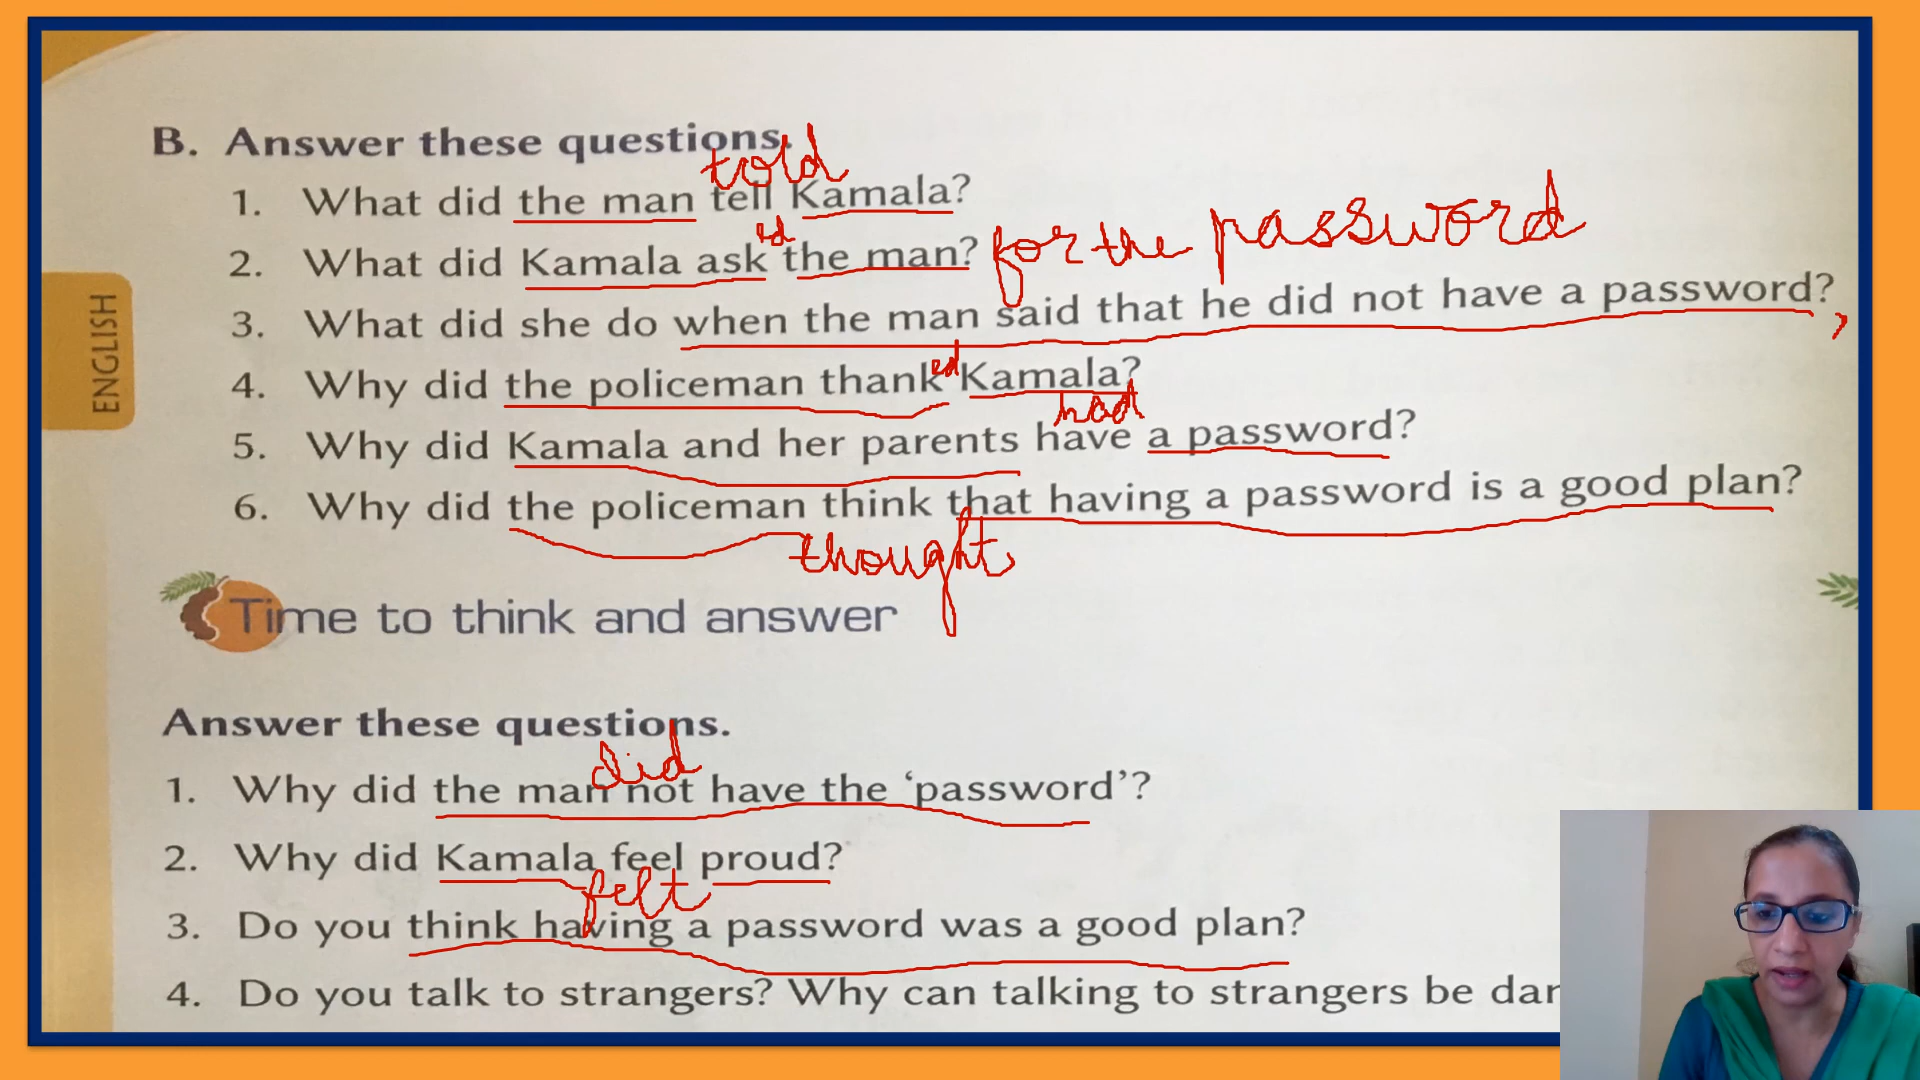 B. Answer these questions.
told
1. What did the man tell Kamala?
ed
2. What did Kamala ask the man? for the password
3. What did she do when the man said that he did not have a password? ,
ed
4. Why did the policeman thank Kamala?
had
5. Why did Kamala and her parents have a password?
6. Why did the policeman think that having a password is a good plan?
thought
ENGLISH
Time to think and answer
Answer these questions.
did
1. Why did the man not have the ‘password’?
2. Why did Kamala feel proud?
felt
3. Do you think having a password was a good plan?
4. Do you talk to strangers? Why can talking to strangers be dar